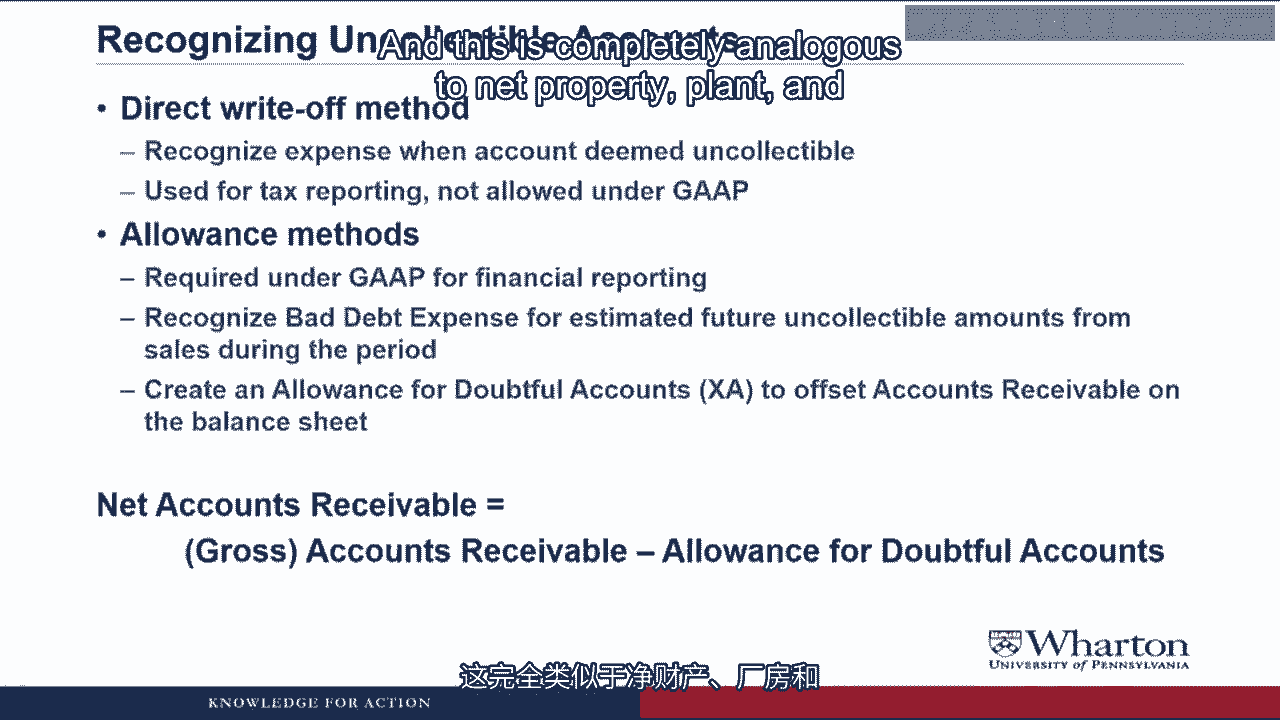 Recognizing Uncollectible Accounts
And this is completely analogous
to net property, plant, and
• Direct write-off method
– Recognize expense when account deemed uncollectible
– Used for tax reporting, not allowed under GAAP
• Allowance methods
– Required under GAAP for financial reporting
– Recognize Bad Debt Expense for estimated future uncollectible amounts from
sales during the period
– Create an Allowance for Doubtful Accounts (XA) to offset Accounts Receivable on
the balance sheet
Net Accounts Receivable =
(Gross) Accounts Receivable – Allowance for Doubtful Accounts
Wharton
UNIVERSITY of PENNSYLVANIA
这完全类似于净财产、厂房和
KNOWLEDGE FOR ACTION